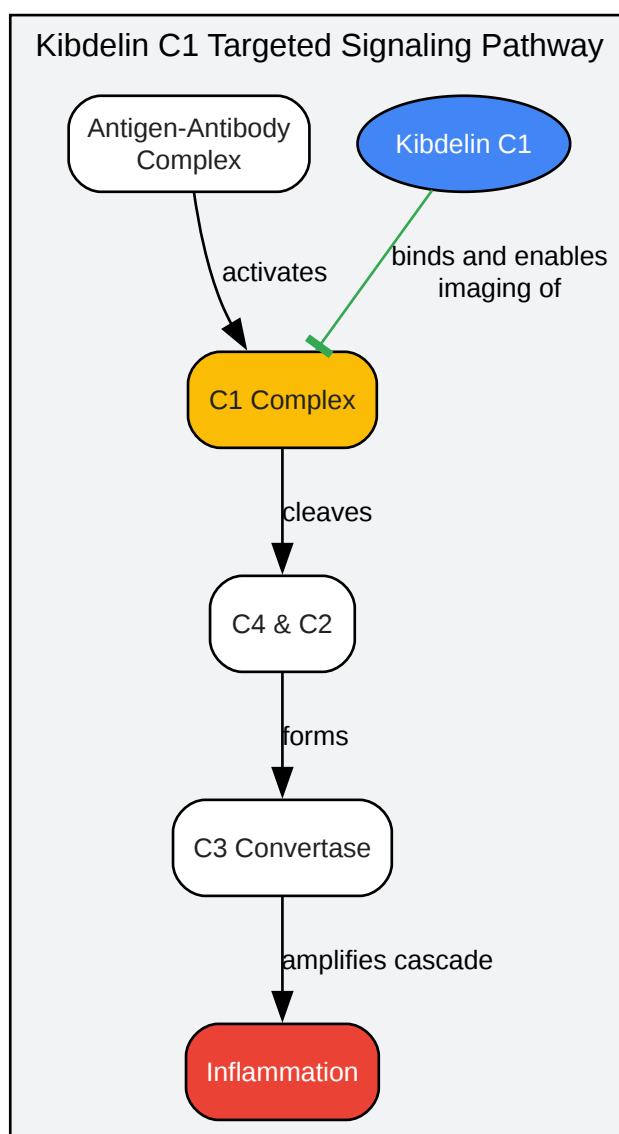 Kibdelin C1 Targeted Signaling Pathway
Antigen-Antibody
Complex
Kibdelin C1
activates
binds and enables
imaging of
C1 Complex
cleaves
C4 & C2
forms
C3 Convertase
amplifies cascade
Inflammation